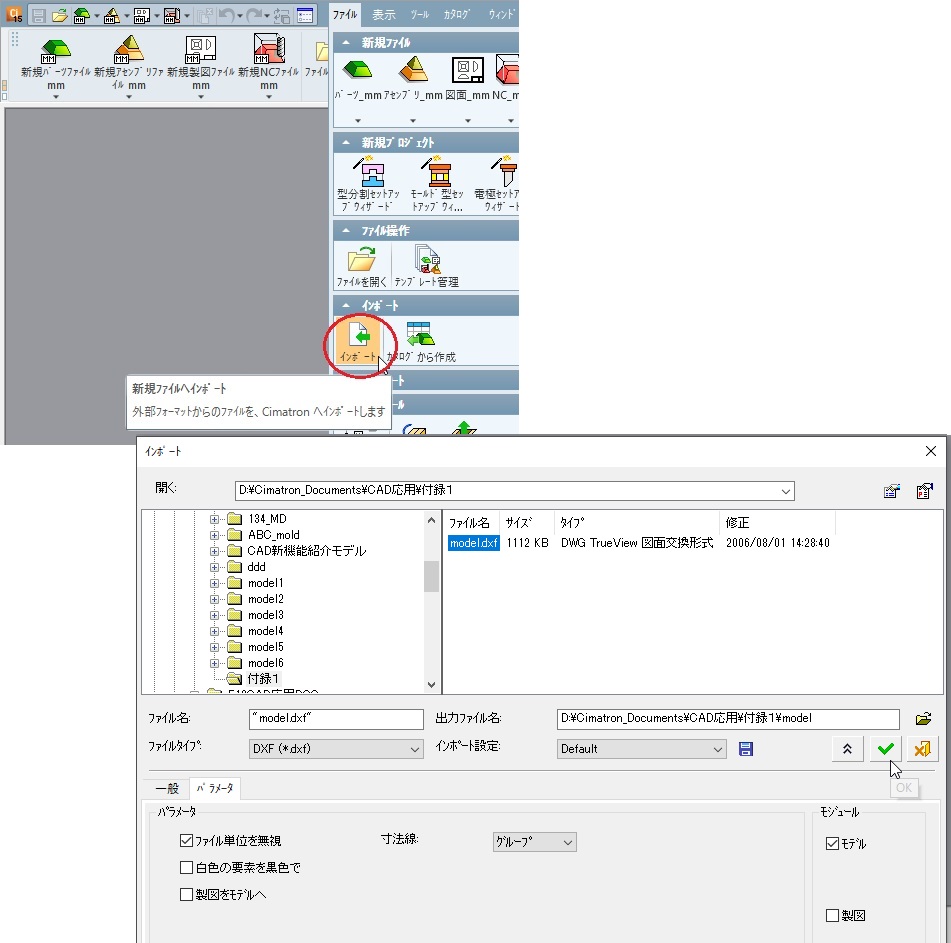 15
ファイル 表示 ツール カタログ ウィンド
新規パーツファイル mm
新規アセンブリファイル mm
新規製図ファイル mm
新規NCファイル mm
ファイル
新規ファイル
パーツ_mm アセンブリ_mm 図面_mm NC_m
新規プロジェクト
型分割セットアップウィザード
モールド型セットアップウィ...
電極セットアウィザート
ファイル操作
ファイルを開く テンプレート管理
インポート
インポート カタログから作成
新規ファイルへインポート
外部フォーマットからのファイルを、Cimatron へインポートします
インポート
開く:
D:¥Cimatron_Documents¥CAD応用¥付録1
134_MD
ABC_mold
CAD新機能紹介モデル
ddd
model1
model2
model3
model4
model5
model6
付録1
ファイル名 サイズ タイプ 修正
model.dxf 1112 KB DWG TrueView 図面交換形式 2006/08/01 14:28:40
ファイル名: "model.dxf" 出力ファイル名: D:¥Cimatron_Documents¥CAD応用¥付録1¥model
ファイルタイプ: DXF (*.dxf) インポート設定: Default
OK
一般 パラメータ
パラメータ モジュール
ファイル単位を無視 寸法線: グループ モデル
白色の要素を黒色で
製図をモデルへ
製図